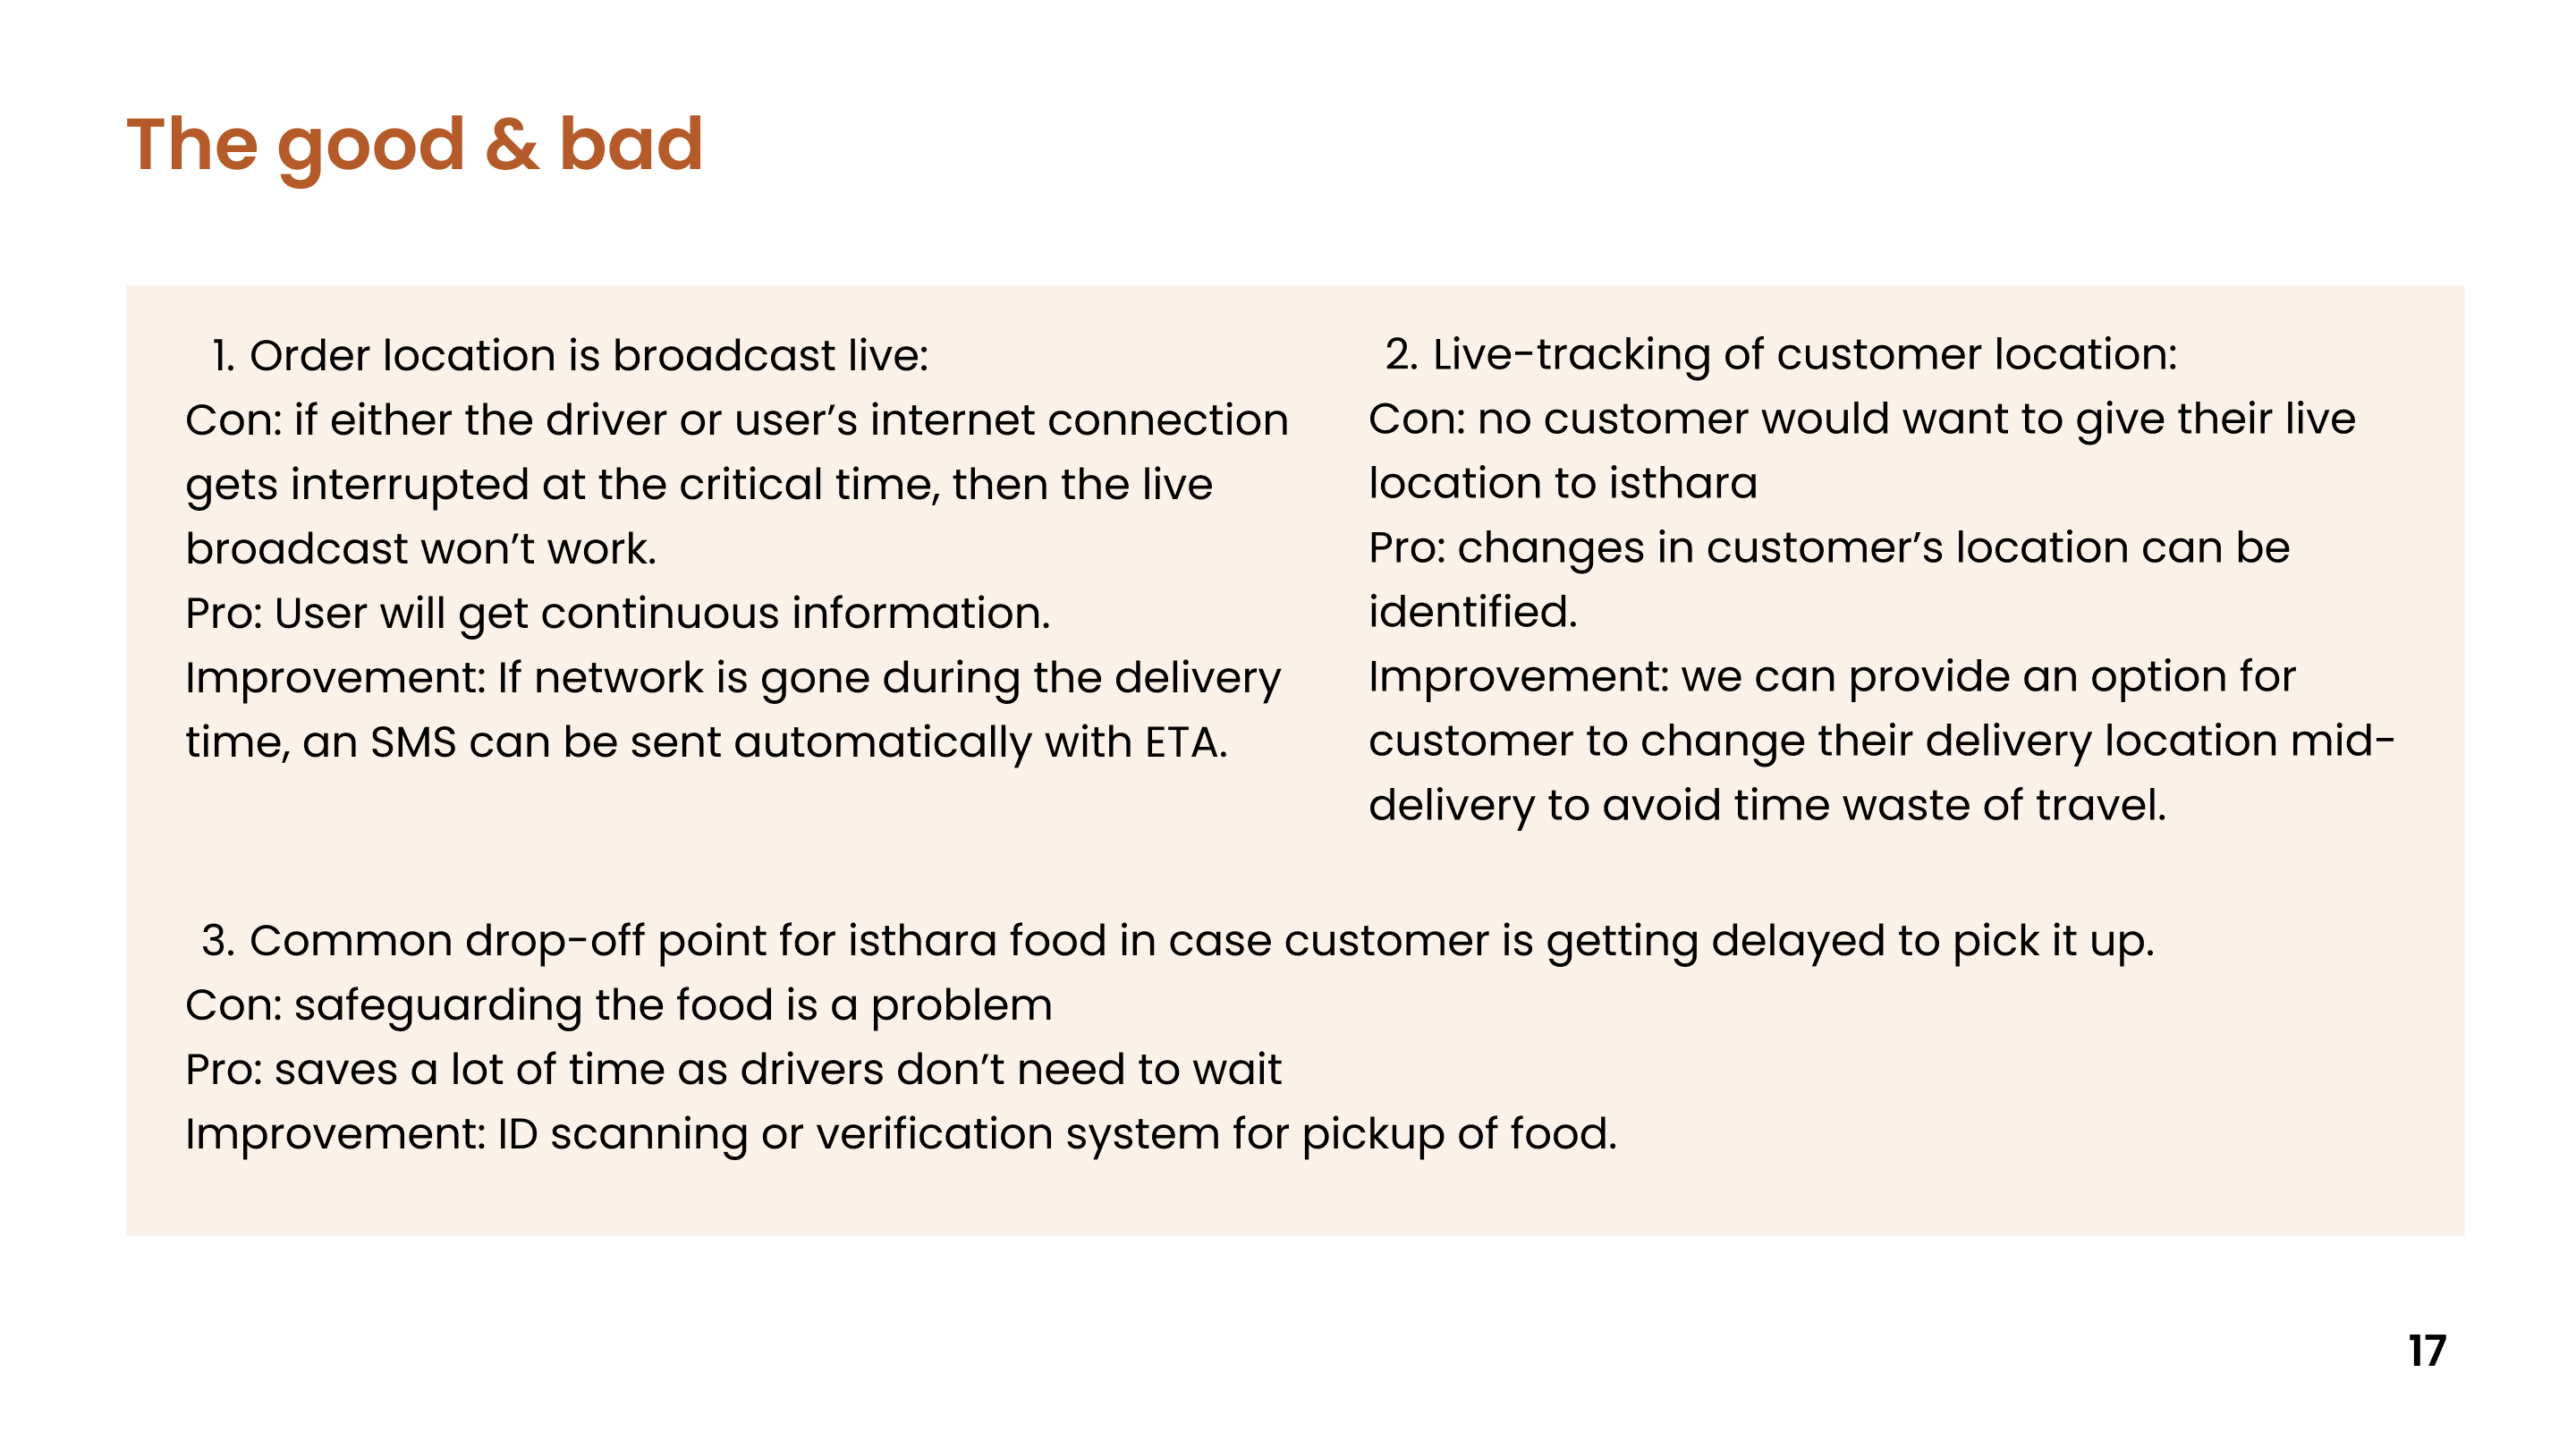 The good & bad
1. Order location is broadcast live:
Con: if either the driver or user’s internet connection
gets interrupted at the critical time, then the live
broadcast won’t work.
Pro: User will get continuous information.
Improvement: If network is gone during the delivery
time, an SMS can be sent automatically with ETA.
2. Live-tracking of customer location:
Con: no customer would want to give their live
location to isthara
Pro: changes in customer’s location can be
identified.
Improvement: we can provide an option for
customer to change their delivery location mid-
delivery to avoid time waste of travel.
3. Common drop-off point for isthara food in case customer is getting delayed to pick it up.
Con: safeguarding the food is a problem
Pro: saves a lot of time as drivers don’t need to wait
Improvement: ID scanning or verification system for pickup of food.
17